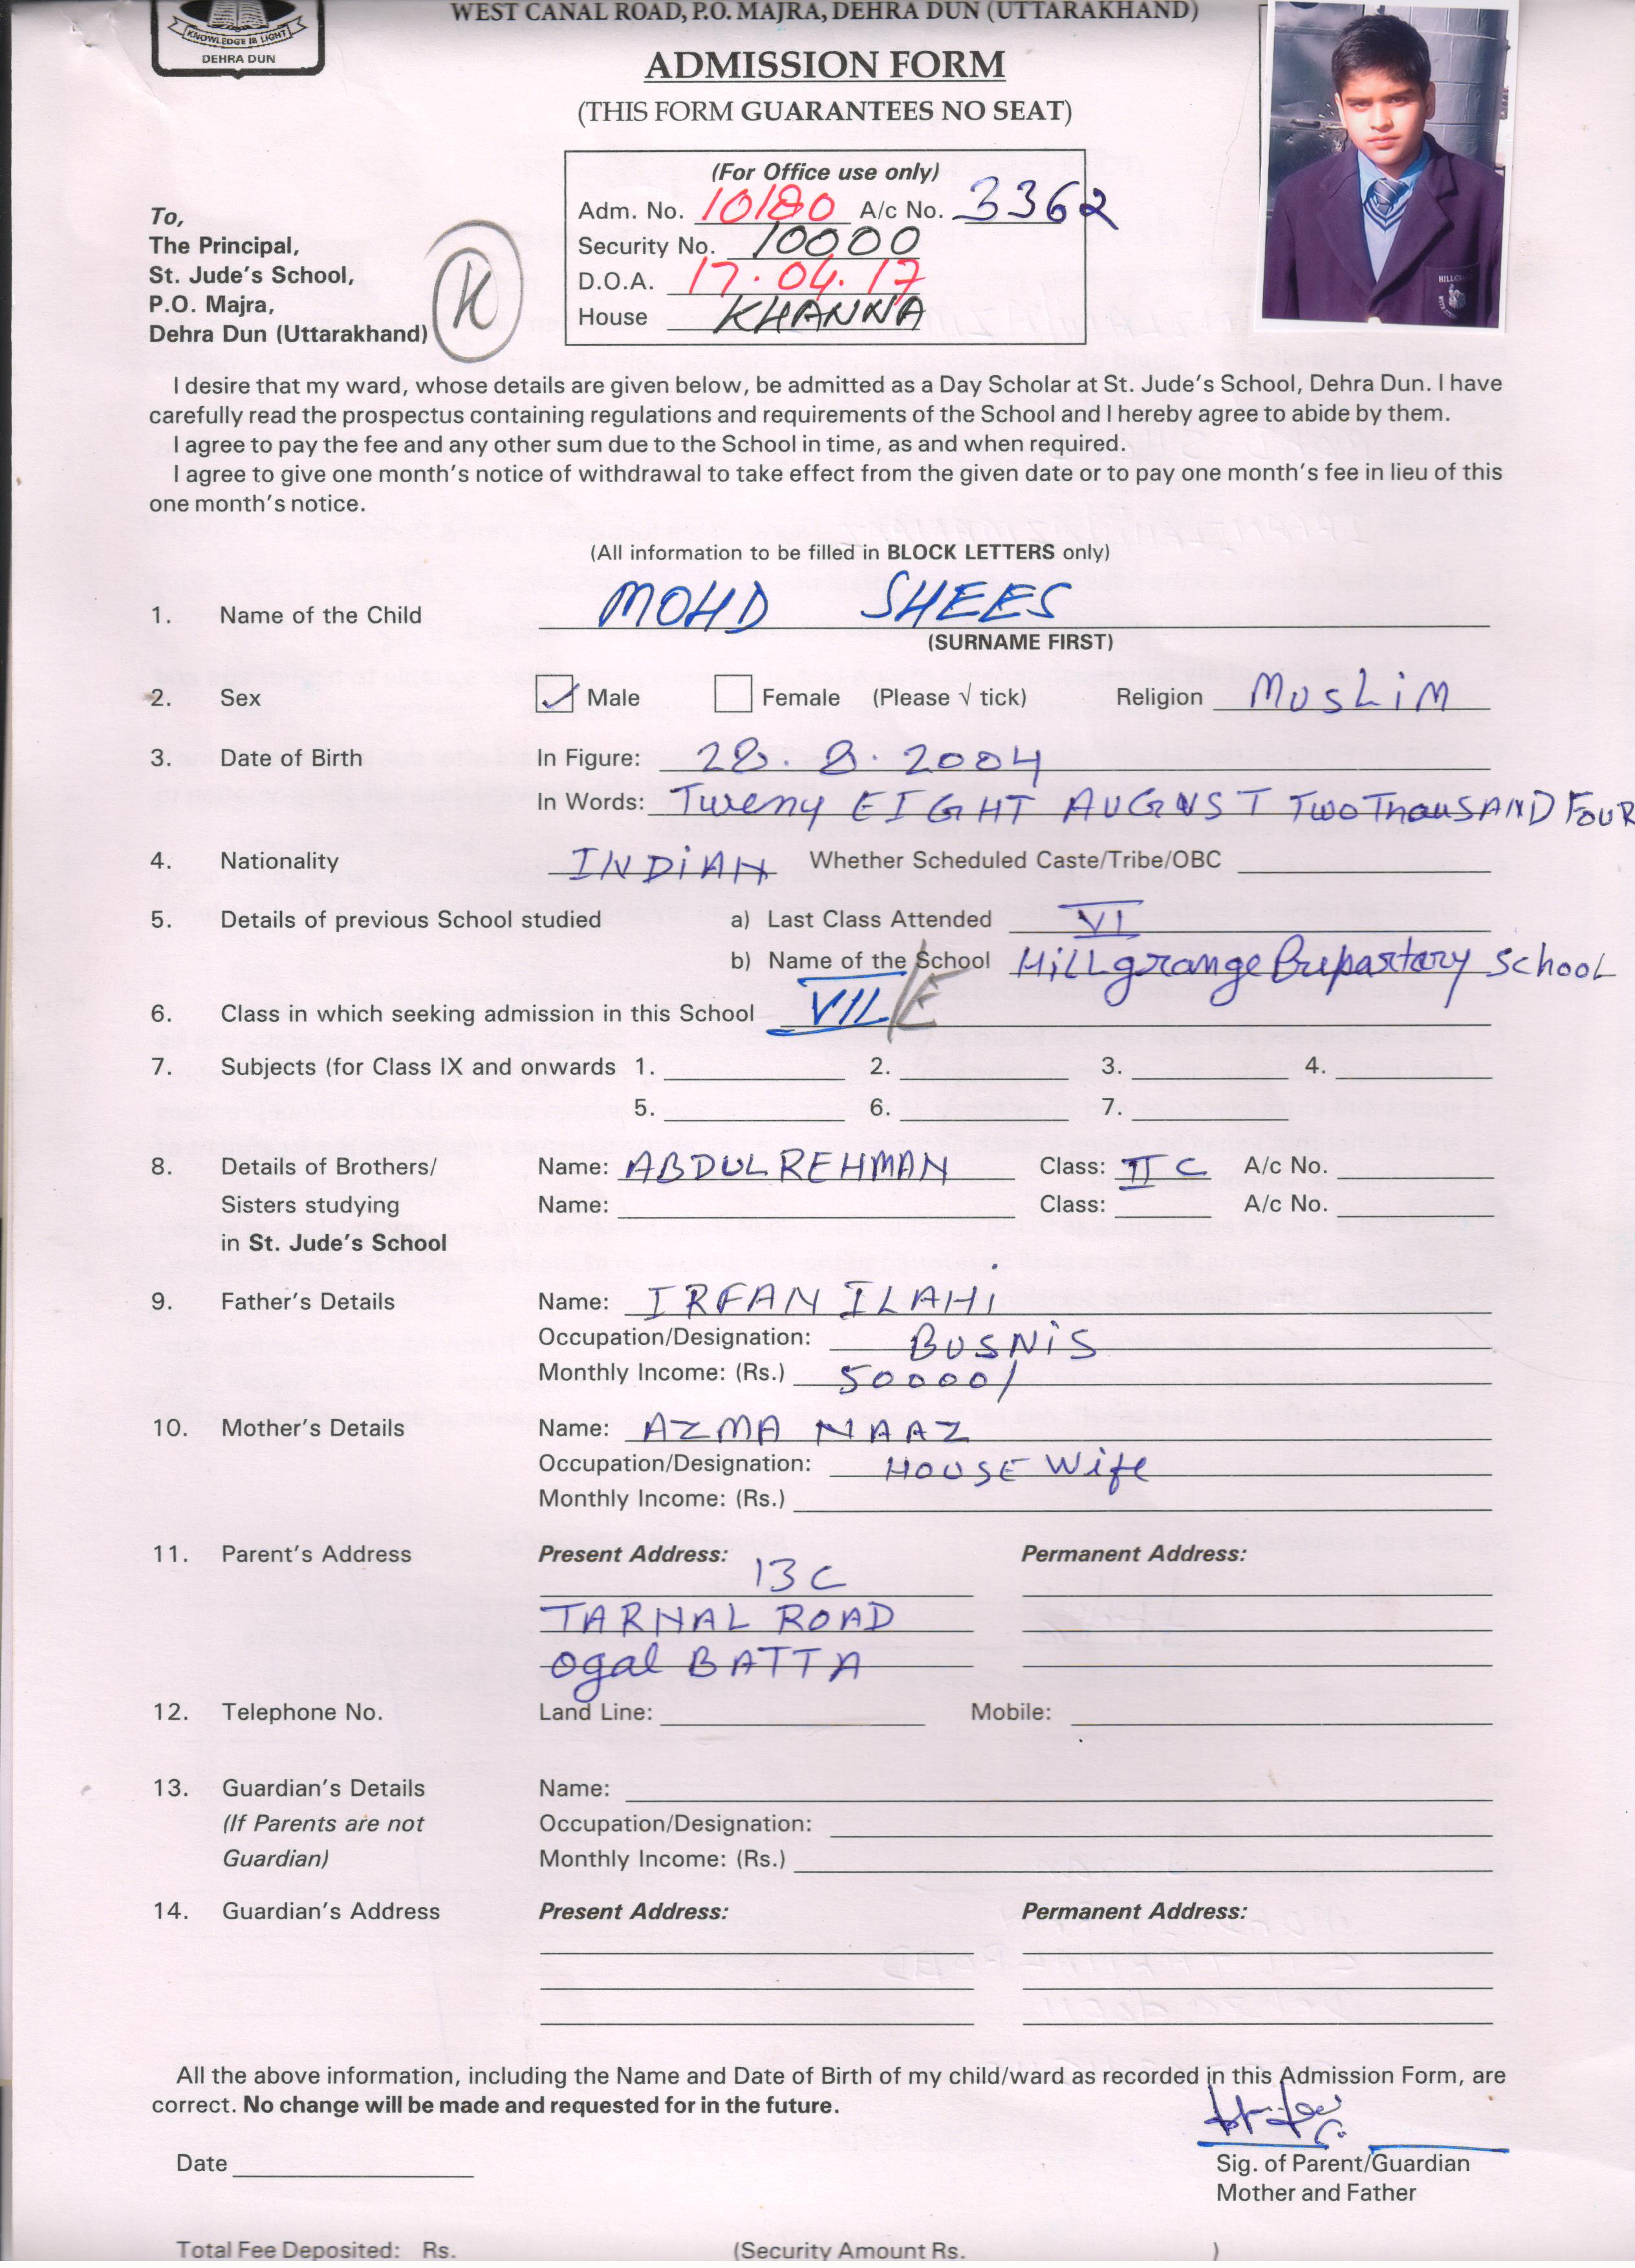 KNOWLEDGE IS LIGHT
DEHRA DUN
WEST CANAL ROAD, P.O. MAJRA, DEHRA DUN (UTTARAKHAND)
ADMISSION FORM
(THIS FORM GUARANTEES NO SEAT)
(For Office use only)
Adm. No. 10180 A/c No. 3362
Security No. 10000
D.O.A. 17.04.17
House KHANNA
To,
The Principal,
St. Jude's School,
P.O. Majra,
Dehra Dun (Uttarakhand)
K
I desire that my ward, whose details are given below, be admitted as a Day Scholar at St. Jude's School, Dehra Dun. I have
carefully read the prospectus containing regulations and requirements of the School and I hereby agree to abide by them.
I agree to pay the fee and any other sum due to the School in time, as and when required.
I agree to give one month's notice of withdrawal to take effect from the given date or to pay one month's fee in lieu of this
one month's notice.
(All information to be filled in BLOCK LETTERS only)
1. Name of the Child MOHD SHEES
(SURNAME FIRST)
2. Sex Male Female (Please √ tick) Religion MUSLiM
3. Date of Birth In Figure: 28.8.2004
In Words: Tweny EIGHT AUGUST TWO ThouSAND FOUR
4. Nationality INDiAN Whether Scheduled Caste/Tribe/OBC
5. Details of previous School studied a) Last Class Attended VI
b) Name of the School HiLLgrange Prepartory SchooL
6. Class in which seeking admission in this School VII E
7. Subjects (for Class IX and onwards 1. 2. 3. 4.
5. 6. 7.
8. Details of Brothers/ Name: ABDUL REHMAN Class: II C A/c No.
Sisters studying Name: Class: A/c No.
in St. Jude's School
9. Father's Details Name: IRFAN ILAHi
Occupation/Designation: BUSNiS
Monthly Income: (Rs.) 50000/
10. Mother's Details Name: AZMA NAAZ
Occupation/Designation: HOUSE Wife
Monthly Income: (Rs.)
11. Parent's Address Present Address: Permanent Address:
13 C
TARNAL ROAD
ogal BATTA
12. Telephone No. Land Line: Mobile:
13. Guardian's Details Name:
(If Parents are not Occupation/Designation:
Guardian) Monthly Income: (Rs.)
14. Guardian's Address Present Address: Permanent Address:
All the above information, including the Name and Date of Birth of my child/ward as recorded in this Admission Form, are
correct. No change will be made and requested for in the future.
Date
Sig. of Parent/Guardian
Mother and Father
Total Fee Deposited: Rs. (Security Amount Rs. )